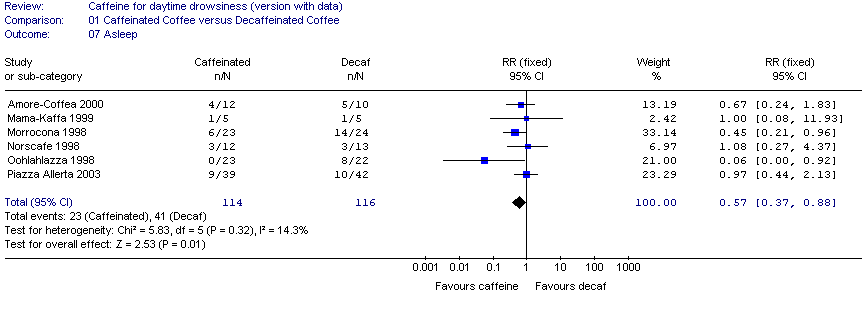 Review: Caffeine for daytime drowsiness (version with data)
Comparison: 01 Caffeinated Coffee versus Decaffeinated Coffee
Outcome: 07 Asleep
Study Caffeinated Decaf RR (fixed) Weight RR (fixed)
or sub-category n/N n/N 95% CI % 95% CI
Amore-Coffea 2000 4/12 5/10 13.19 0.67 [0.24, 1.83]
Mama-Kaffa 1999 1/5 1/5 2.42 1.00 [0.08, 11.93]
Morrocona 1998 6/23 14/24 33.14 0.45 [0.21, 0.96]
Norscafe 1998 3/12 3/13 6.97 1.08 [0.27, 4.37]
Oohlahlazza 1998 0/23 8/22 21.00 0.06 [0.00, 0.92]
Piazza Allerta 2003 9/39 10/42 23.29 0.97 [0.44, 2.13]
Total (95% CI) 114 116 100.00 0.57 [0.37, 0.88]
Total events: 23 (Caffeinated), 41 (Decaf)
Test for heterogeneity: Chi² = 5.83, df = 5 (P = 0.32), I² = 14.3%
Test for overall effect: Z = 2.53 (P = 0.01)
0.001 0.01 0.1 1 10 100 1000
Favours caffeine Favours decaf